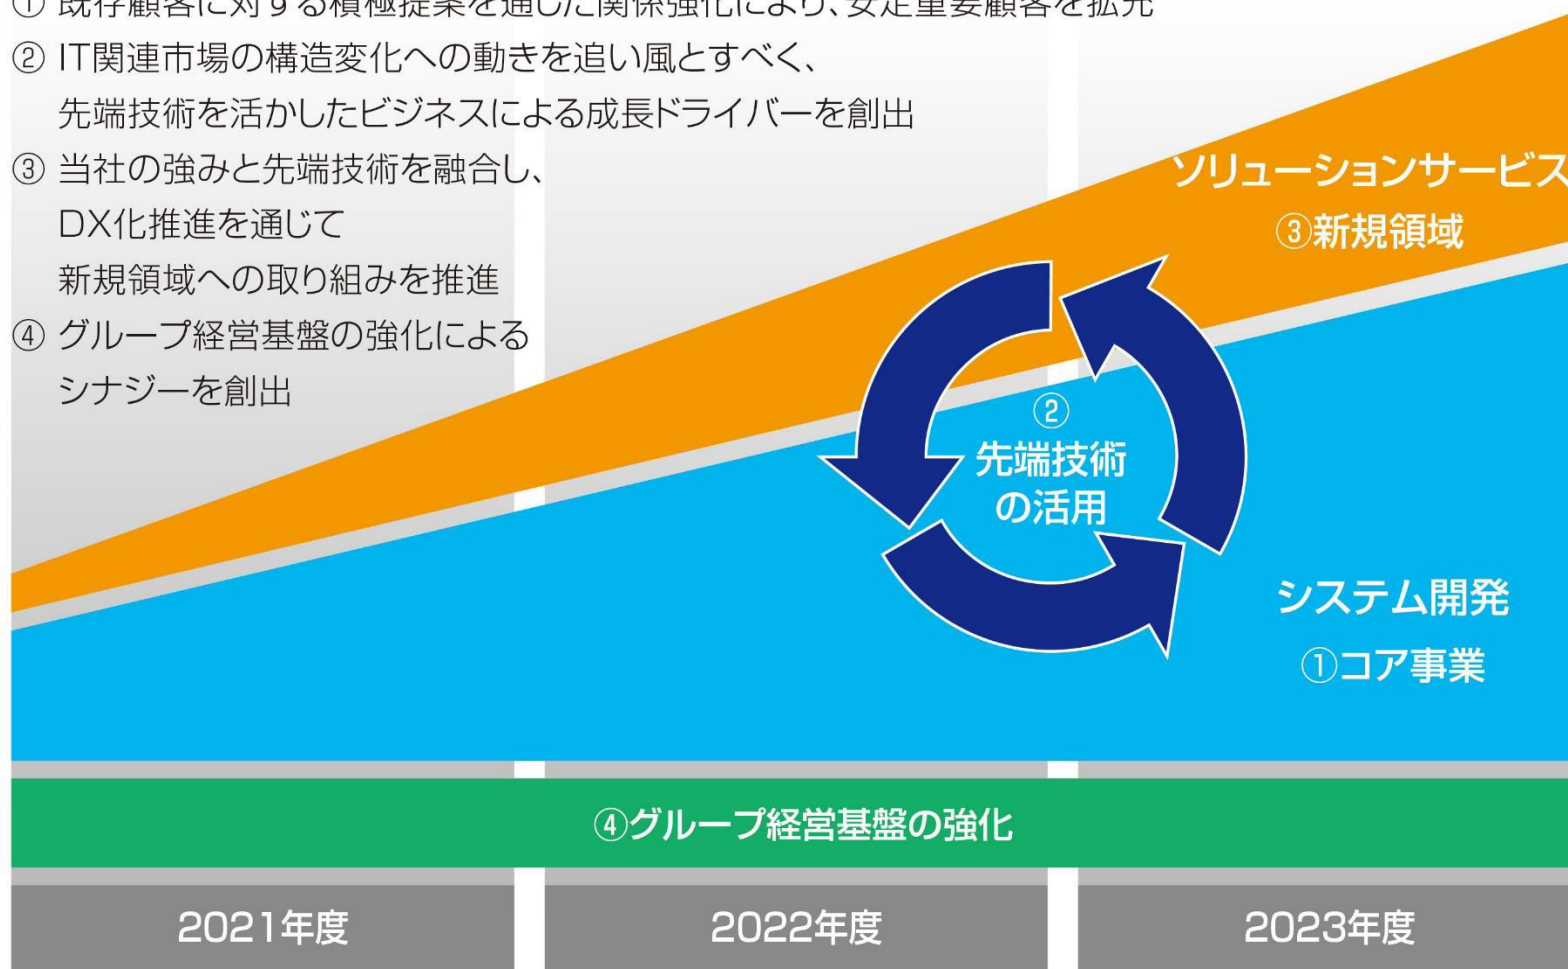 ① 既存顧客に対する積極提案を通じた関係強化により、安定重要顧客を拡充
② IT関連市場の構造変化への動きを追い風とすべく、
先端技術を活かしたビジネスによる成長ドライバーを創出
③ 当社の強みと先端技術を融合し、
DX化推進を通じて
新規領域への取り組みを推進
④ グループ経営基盤の強化による
シナジーを創出
ソリューションサービス
③新規領域
②
先端技術
の活用
システム開発
①コア事業
④グループ経営基盤の強化
2021年度
2022年度
2023年度